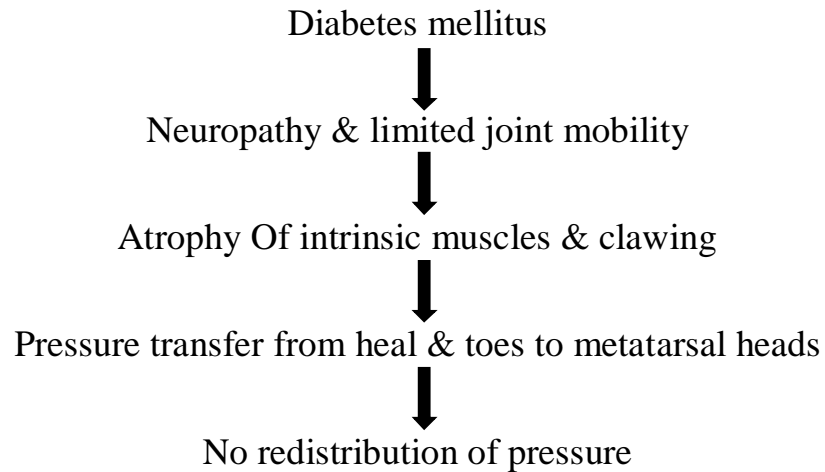 Diabetes mellitus
Neuropathy & limited joint mobility
Atrophy Of intrinsic muscles & clawing
Pressure transfer from heal & toes to metatarsal heads
No redistribution of pressure